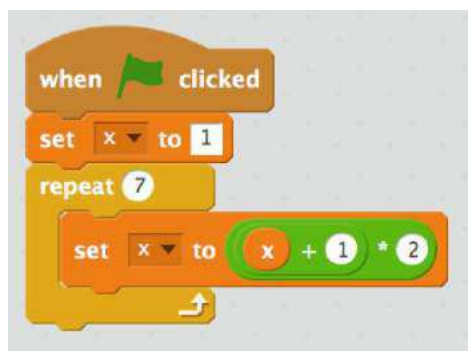 when clicked
set x to 1
repeat 7
set x to x + 1 * 2